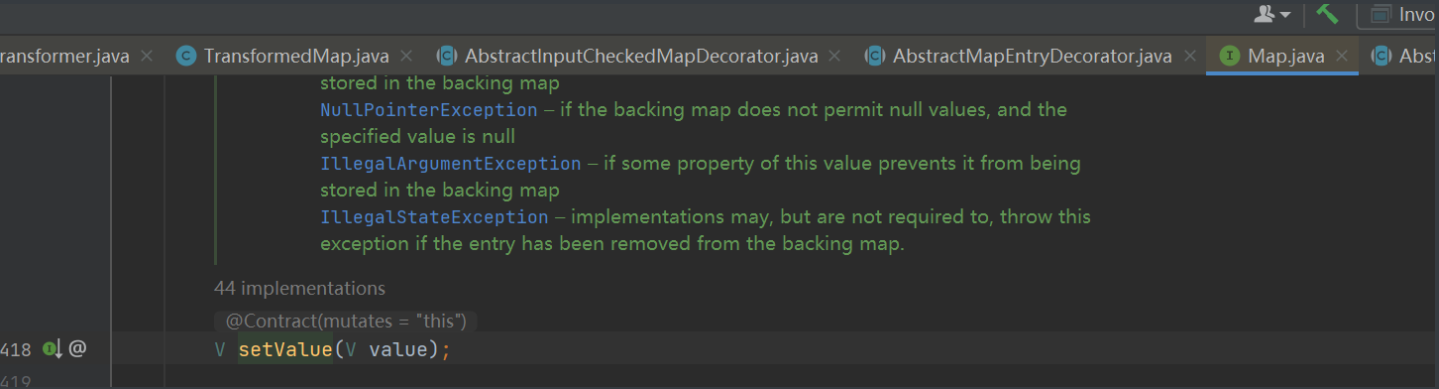 Invo
ransformer.java
TransformedMap.java
AbstractInputCheckedMapDecorator.java
AbstractMapEntryDecorator.java
Map.java
Abst
stored in the backing map
NullPointerException – if the backing map does not permit null values, and the
specified value is null
IllegalArgumentException – if some property of this value prevents it from being
stored in the backing map
IllegalStateException – implementations may, but are not required to, throw this
exception if the entry has been removed from the backing map.
44 implementations
@Contract(mutates = "this")
418 @ V setValue(V value);
419